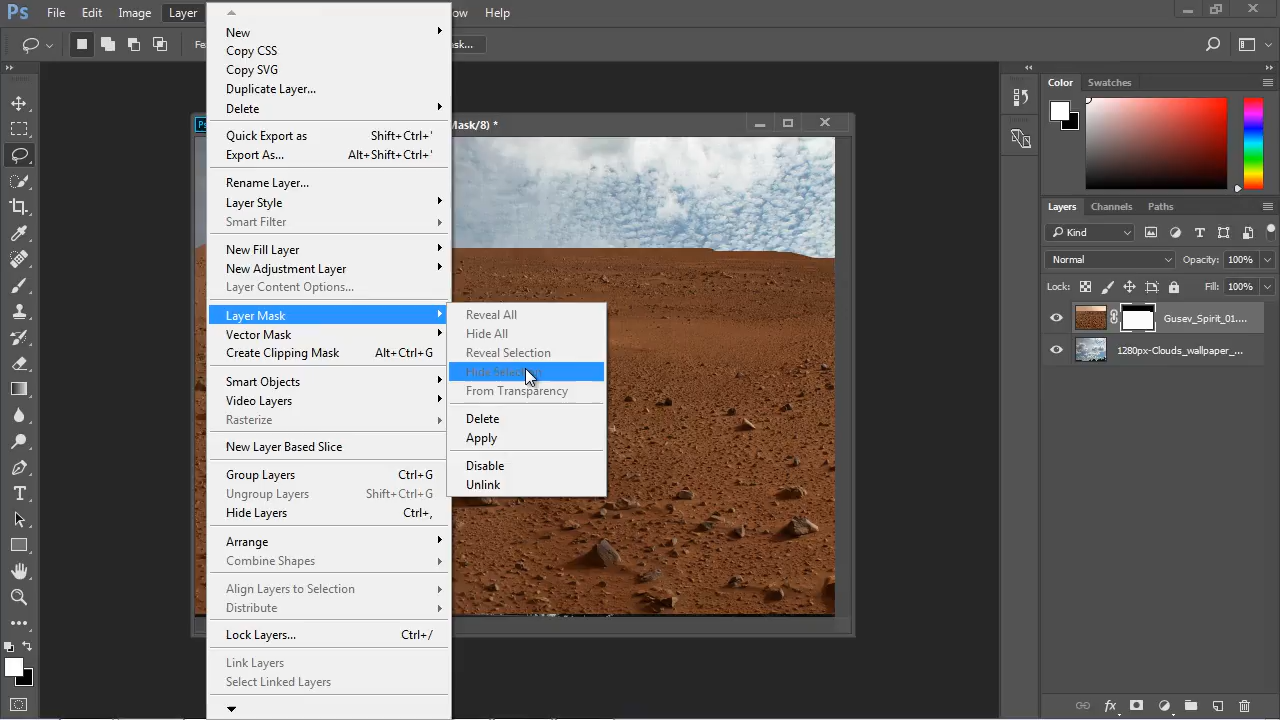 Ps File Edit Image Layer ow Help
Fe ask...
New
Copy CSS
Copy SVG
Duplicate Layer...
Delete
Quick Export as Shift+Ctrl+'
Export As... Alt+Shift+Ctrl+'
Rename Layer...
Layer Style
Smart Filter
New Fill Layer
New Adjustment Layer
Layer Content Options...
Layer Mask
Vector Mask
Create Clipping Mask Alt+Ctrl+G
Smart Objects
Video Layers
Rasterize
New Layer Based Slice
Group Layers Ctrl+G
Ungroup Layers Shift+Ctrl+G
Hide Layers Ctrl+,
Arrange
Combine Shapes
Align Layers to Selection
Distribute
Lock Layers... Ctrl+/
Link Layers
Select Linked Layers
Reveal All
Hide All
Reveal Selection
Hide Selection
From Transparency
Delete
Apply
Disable
Unlink
Mask/8) *
Color Swatches
Layers Channels Paths
Kind
Normal Opacity: 100%
Lock: Fill: 100%
Gusev_Spirit_01....
1280px-Clouds_wallpaper_...
fx